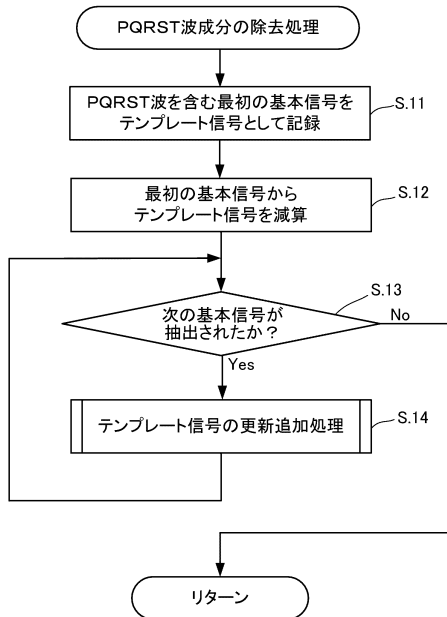 PQRST波成分の除去処理
PQRST波を含む最初の基本信号を
テンプレート信号として記録
S.11
最初の基本信号から
テンプレート信号を減算
S.12
次の基本信号が
抽出されたか？
S.13
No
Yes
テンプレート信号の更新追加処理
S.14
リターン